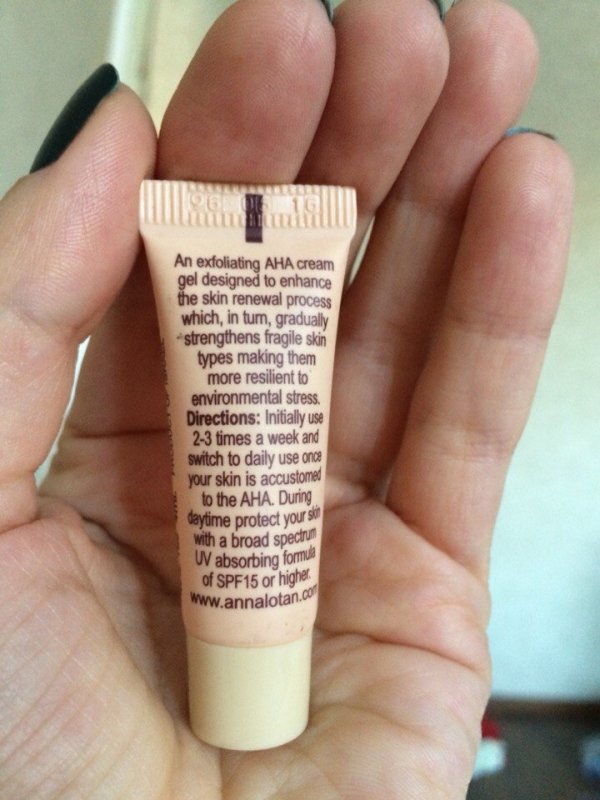 26 06 16
An exfoliating AHA cream
gel designed to enhance
the skin renewal process
which, in turn, gradually
strengthens fragile skin
types making them
more resilient to
environmental stress.
Directions: Initially use
2-3 times a week and
switch to daily use once
your skin is accustomed
to the AHA. During
daytime protect your skin
with a broad spectrum
UV absorbing formula
of SPF15 or higher.
www.annalotan.com